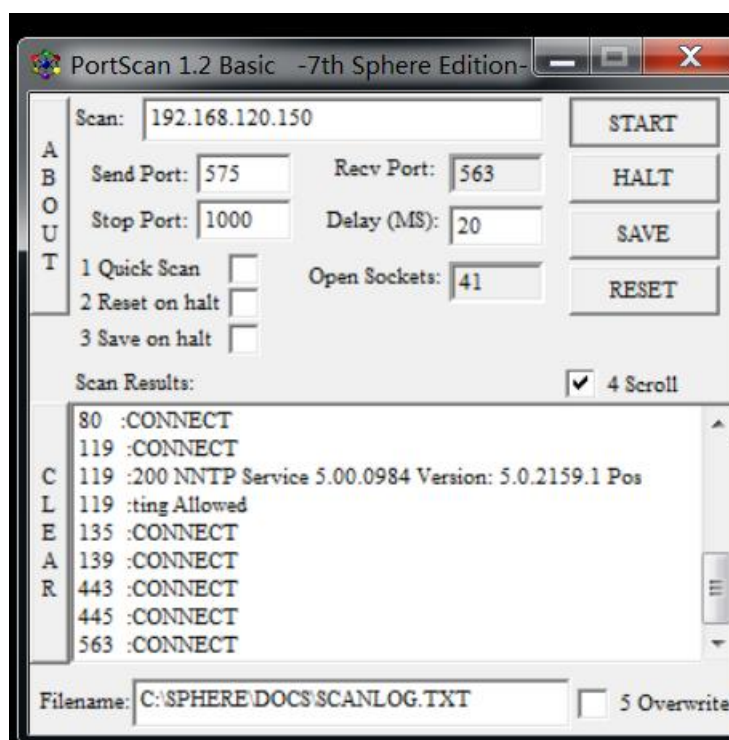 PortScan 1.2 Basic -7th Sphere Edition-
ABOUT
Scan: 192.168.120.150
START
Send Port: 575 Recv Port: 563
HALT
Stop Port: 1000 Delay (MS): 20
SAVE
1 Quick Scan
Open Sockets: 41
RESET
2 Reset on halt
3 Save on halt
Scan Results:
4 Scroll
CLEAR
80 :CONNECT
119 :CONNECT
119 :200 NNTP Service 5.00.0984 Version: 5.0.2159.1 Pos
119 :ting Allowed
135 :CONNECT
139 :CONNECT
443 :CONNECT
445 :CONNECT
563 :CONNECT
Filename: C:\SPHERE\DOCS\SCANLOG.TXT
5 Overwrite